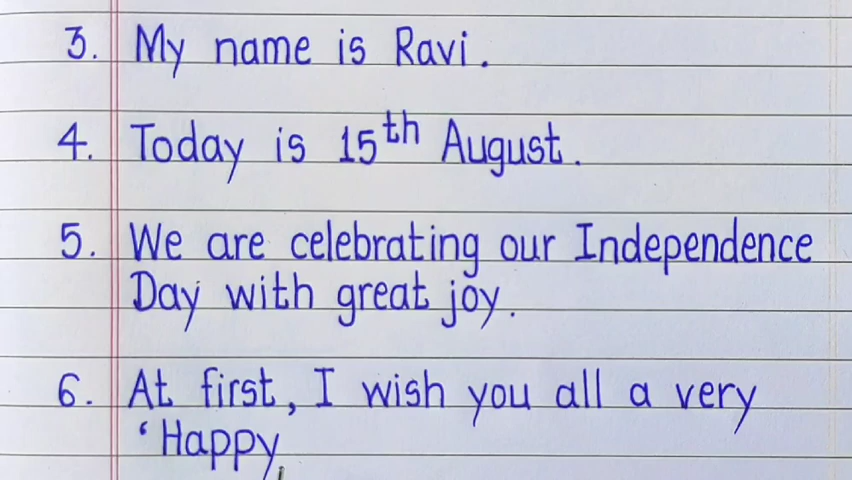 3. My name is Ravi.
4. Today is 15th August.
5. We are celebrating our Independence
Day with great joy.
6. At first, I wish you all a very
‘Happy